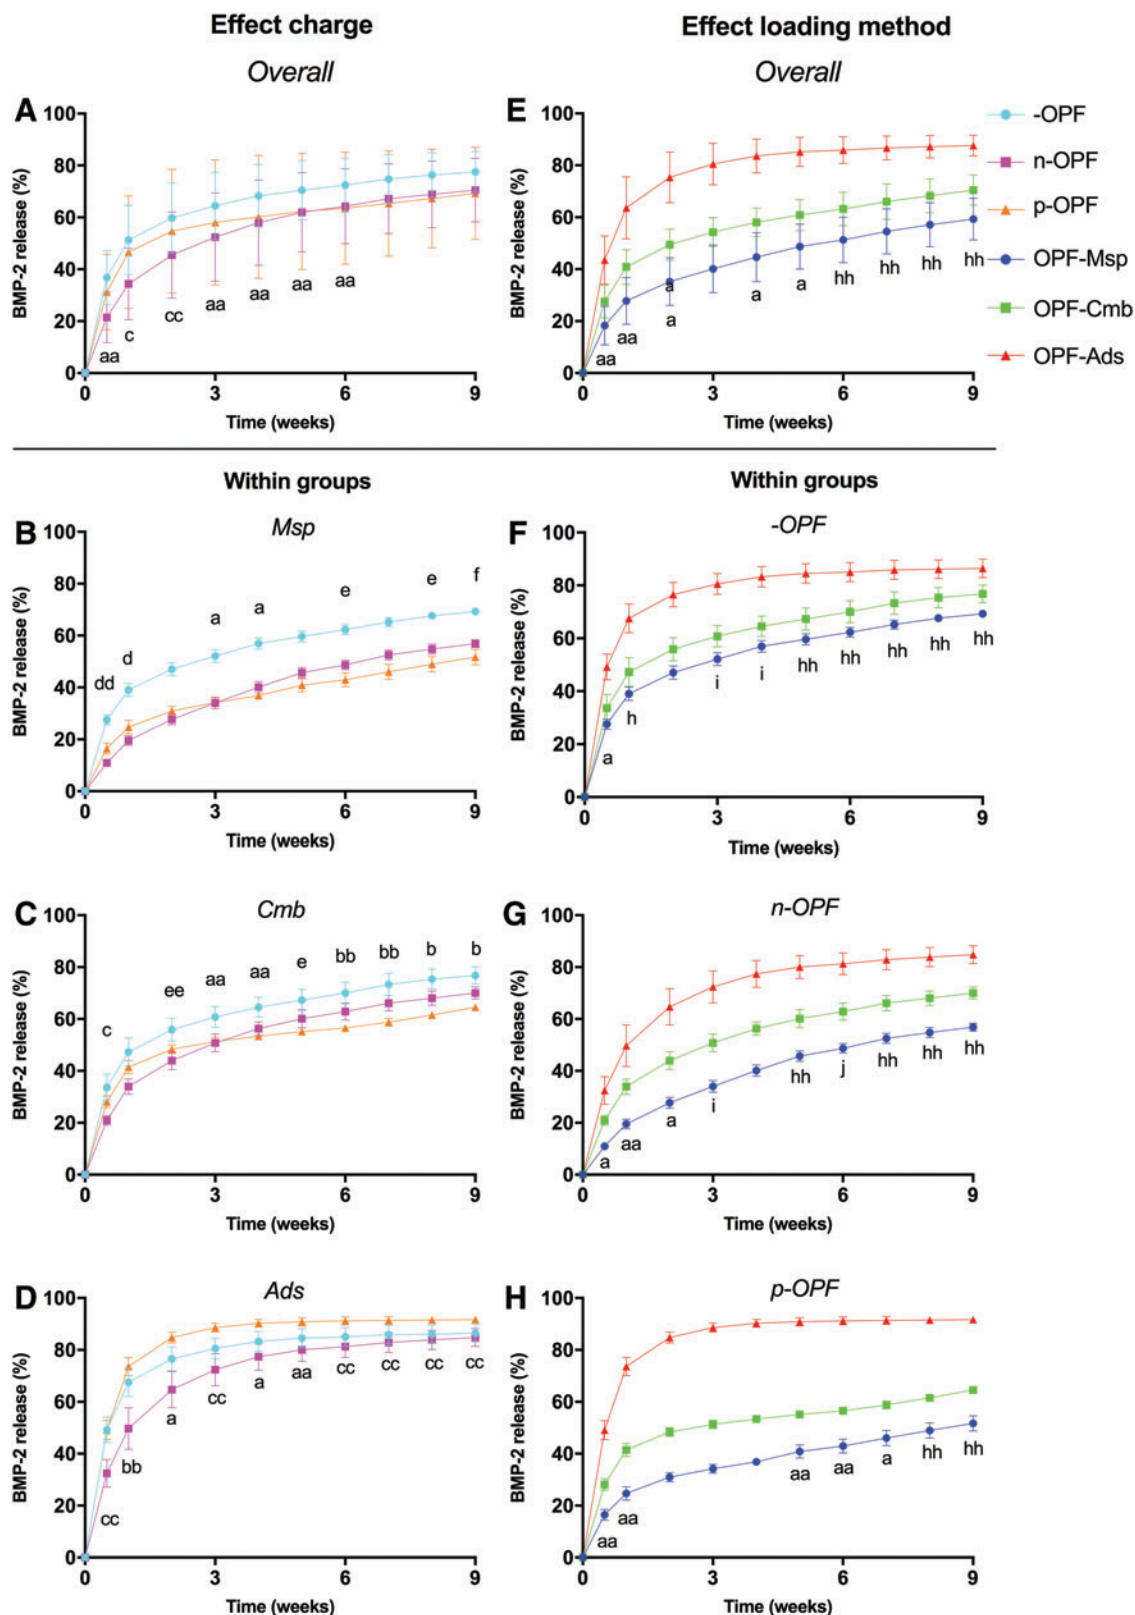 Effect charge
Effect loading method
Overall
Overall
A
100
80
60
40
20
0
BMP-2 release (%)
aa
c
cc
aa
aa
aa
aa
0
3
6
9
Time (weeks)
E
100
80
60
40
20
0
BMP-2 release (%)
aa
aa
a
a
a
a
hh
hh
hh
hh
0
3
6
9
Time (weeks)
-OPF
n-OPF
p-OPF
OPF-Msp
OPF-Cmb
OPF-Ads
Within groups
Within groups
B
Msp
100
80
60
40
20
0
BMP-2 release (%)
dd
d
a
a
e
e
f
0
3
6
9
Time (weeks)
F
-OPF
100
80
60
40
20
0
BMP-2 release (%)
a
h
i
i
hh
hh
hh
hh
hh
0
3
6
9
Time (weeks)
C
Cmb
100
80
60
40
20
0
BMP-2 release (%)
c
ee
aa
aa
e
bb
bb
b
b
0
3
6
9
Time (weeks)
G
n-OPF
100
80
60
40
20
0
BMP-2 release (%)
a
aa
a
i
hh
j
hh
hh
hh
0
3
6
9
Time (weeks)
D
Ads
100
80
60
40
20
0
BMP-2 release (%)
cc
bb
a
cc
a
aa
cc
cc
cc
cc
0
3
6
9
Time (weeks)
H
p-OPF
100
80
60
40
20
0
BMP-2 release (%)
aa
aa
aa
aa
a
hh
hh
0
3
6
9
Time (weeks)